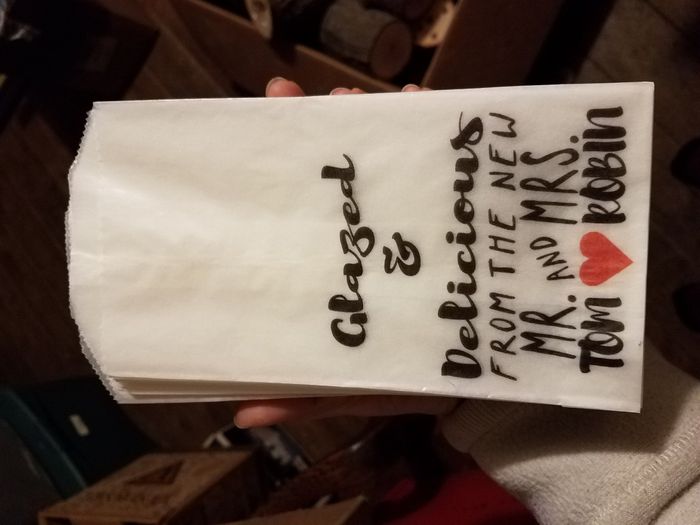 Glazed
&
Delicious
FROM THE NEW
MR. AND MRS.
TOM ROBIN